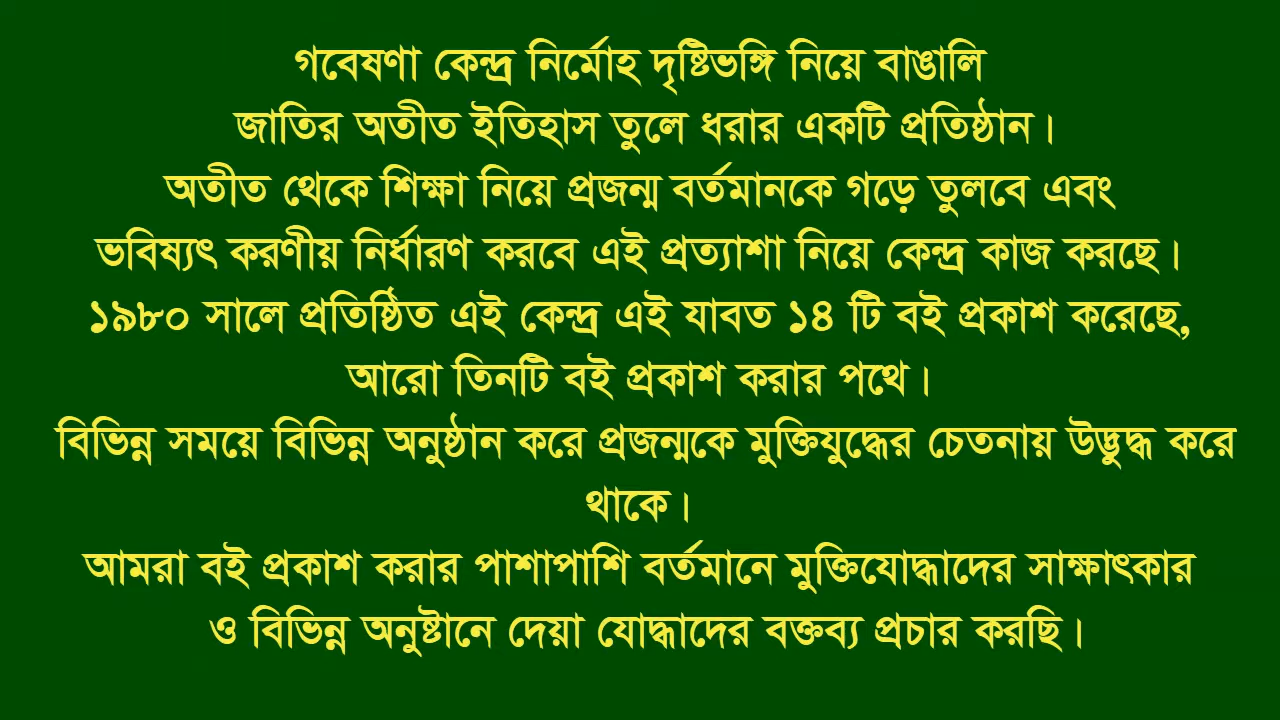 গবেষণা কেন্দ্র নির্মোহ দৃষ্টিভঙ্গি নিয়ে বাঙালি
জাতির অতীত ইতিহাস তুলে ধরার একটি প্রতিষ্ঠান।
অতীত থেকে শিক্ষা নিয়ে প্রজন্ম বর্তমানকে গড়ে তুলবে এবং
ভবিষ্যৎ করণীয় নির্ধারণ করবে এই প্রত্যাশা নিয়ে কেন্দ্র কাজ করছে।
১৯৮০ সালে প্রতিষ্ঠিত এই কেন্দ্র এই যাবত ১৪ টি বই প্রকাশ করেছে,
আরো তিনটি বই প্রকাশ করার পথে।
বিভিন্ন সময়ে বিভিন্ন অনুষ্ঠান করে প্রজন্মকে মুক্তিযুদ্ধের চেতনায় উদ্ভুদ্ধ করে
থাকে।
আমরা বই প্রকাশ করার পাশাপাশি বর্তমানে মুক্তিযোদ্ধাদের সাক্ষাৎকার
ও বিভিন্ন অনুষ্টানে দেয়া যোদ্ধাদের বক্তব্য প্রচার করছি।